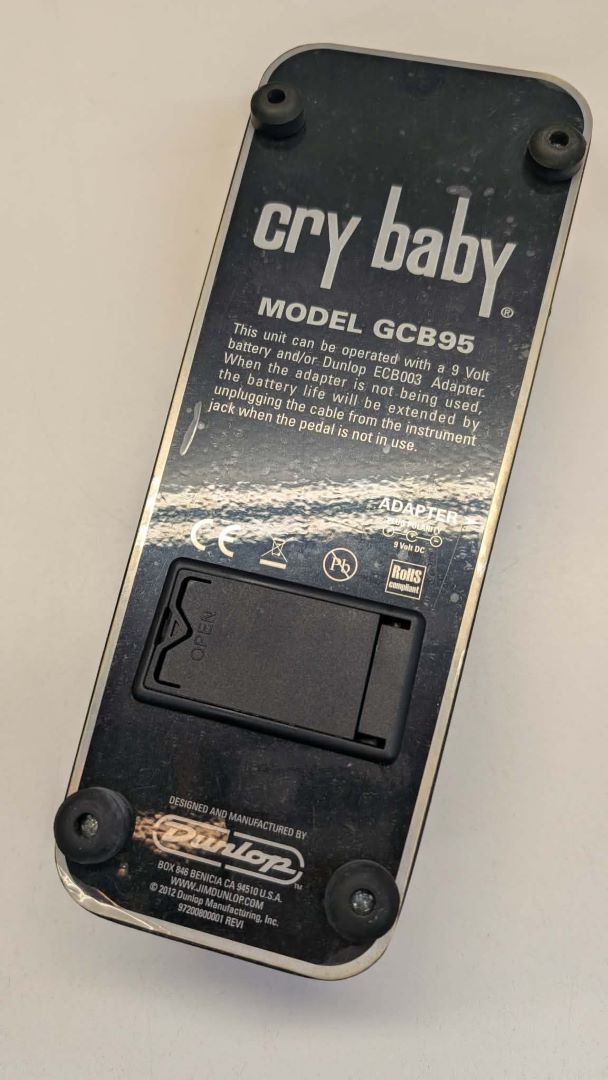 cry baby®
MODEL GCB95
This unit can be operated with a 9 Volt
battery and/or Dunlop ECB003 Adapter.
When the adapter is not being used,
the battery life will be extended by
unplugging the cable from the instrument
jack when the pedal is not in use.
ADAPTER
PLUG POLARITY
9 Volt DC
CE
Pb
RoHS
compliant
OPEN
DESIGNED AND MANUFACTURED BY
Dunlop™
BOX 846 BENICIA CA 94510 U.S.A.
WWW.JIMDUNLOP.COM
© 2012 Dunlop Manufacturing, Inc.
97200800001 REVI